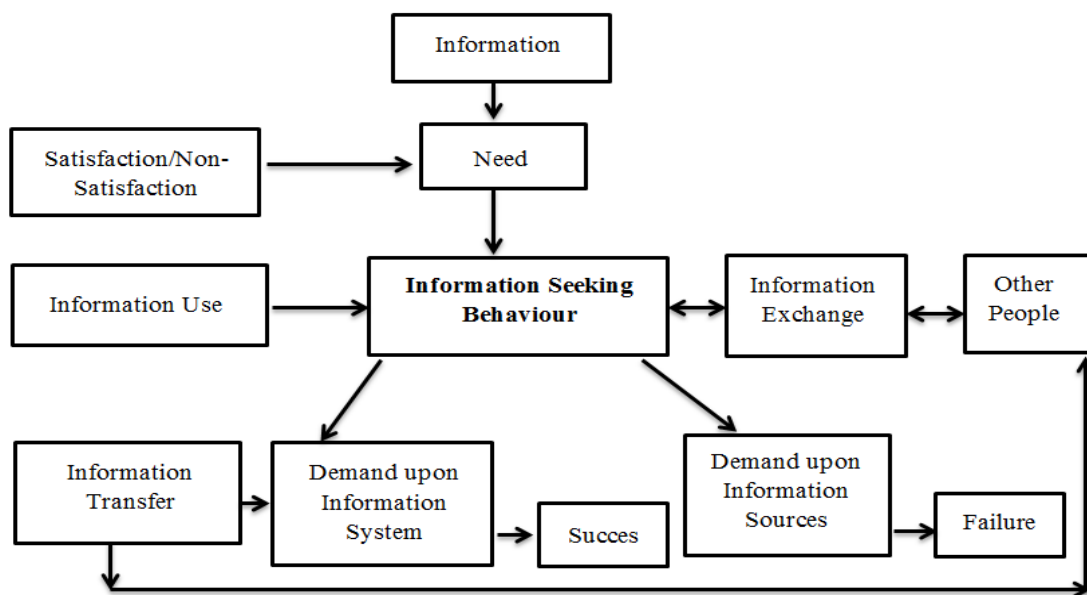 Information
Satisfaction/Non-
Satisfaction
Need
Information Use
Information Seeking
Behaviour
Information
Exchange
Other
People
Information
Transfer
Demand upon
Information
System
Succes
Demand upon
Information
Sources
Failure